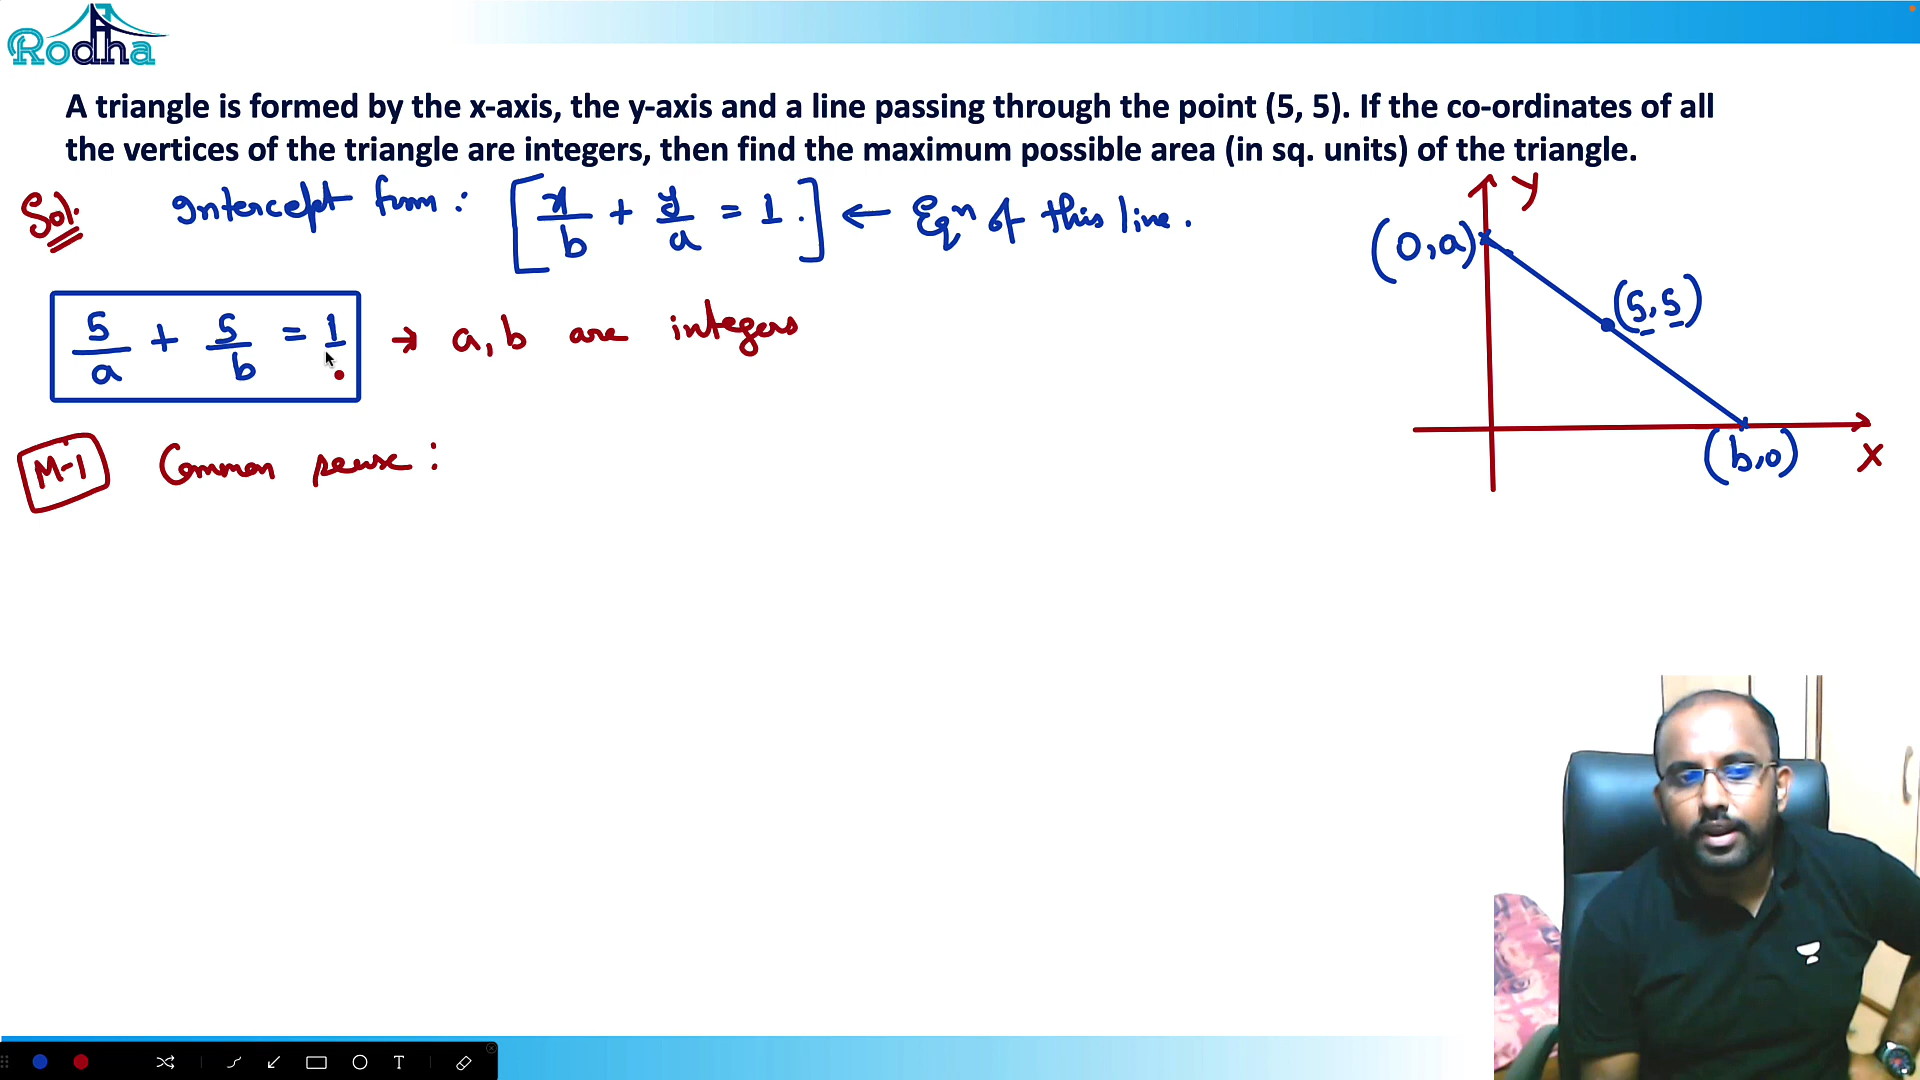 Rodha
A triangle is formed by the x-axis, the y-axis and a line passing through the point (5, 5). If the co-ordinates of all
the vertices of the triangle are integers, then find the maximum possible area (in sq. units) of the triangle.
Sol:
Intercept form: [x/b + y/a = 1.] ← Eqn of this line.
5/a + 5/b = 1 → a, b are integers
M-1 Common sense:
y
(0, a)
(5, 5)
(b, 0)
x
T